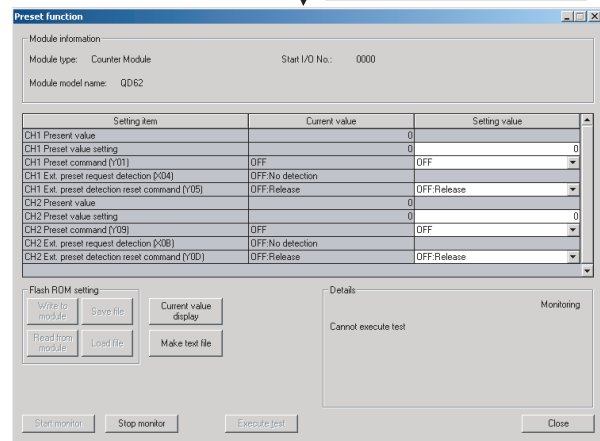 Preset function
Module information
Module type: Counter Module Start I/O No.: 0000
Module model name: QD62
Setting item Current value Setting value
CH1 Present value 0
CH1 Preset value setting 0 0
CH1 Preset command (Y01) OFF OFF
CH1 Ext. preset request detection (X04) OFF:No detection
CH1 Ext. preset detection reset command (Y05) OFF:Release OFF:Release
CH2 Present value 0
CH2 Preset value setting 0 0
CH2 Preset command (Y09) OFF OFF
CH2 Ext. preset request detection (X0B) OFF:No detection
CH2 Ext. preset detection reset command (Y0D) OFF:Release OFF:Release
Flash ROM setting
Write to
module
Save file
Current value
display
Read from
module
Load file
Make text file
Details
Monitoring
Cannot execute test
Start monitor Stop monitor Execute test Close